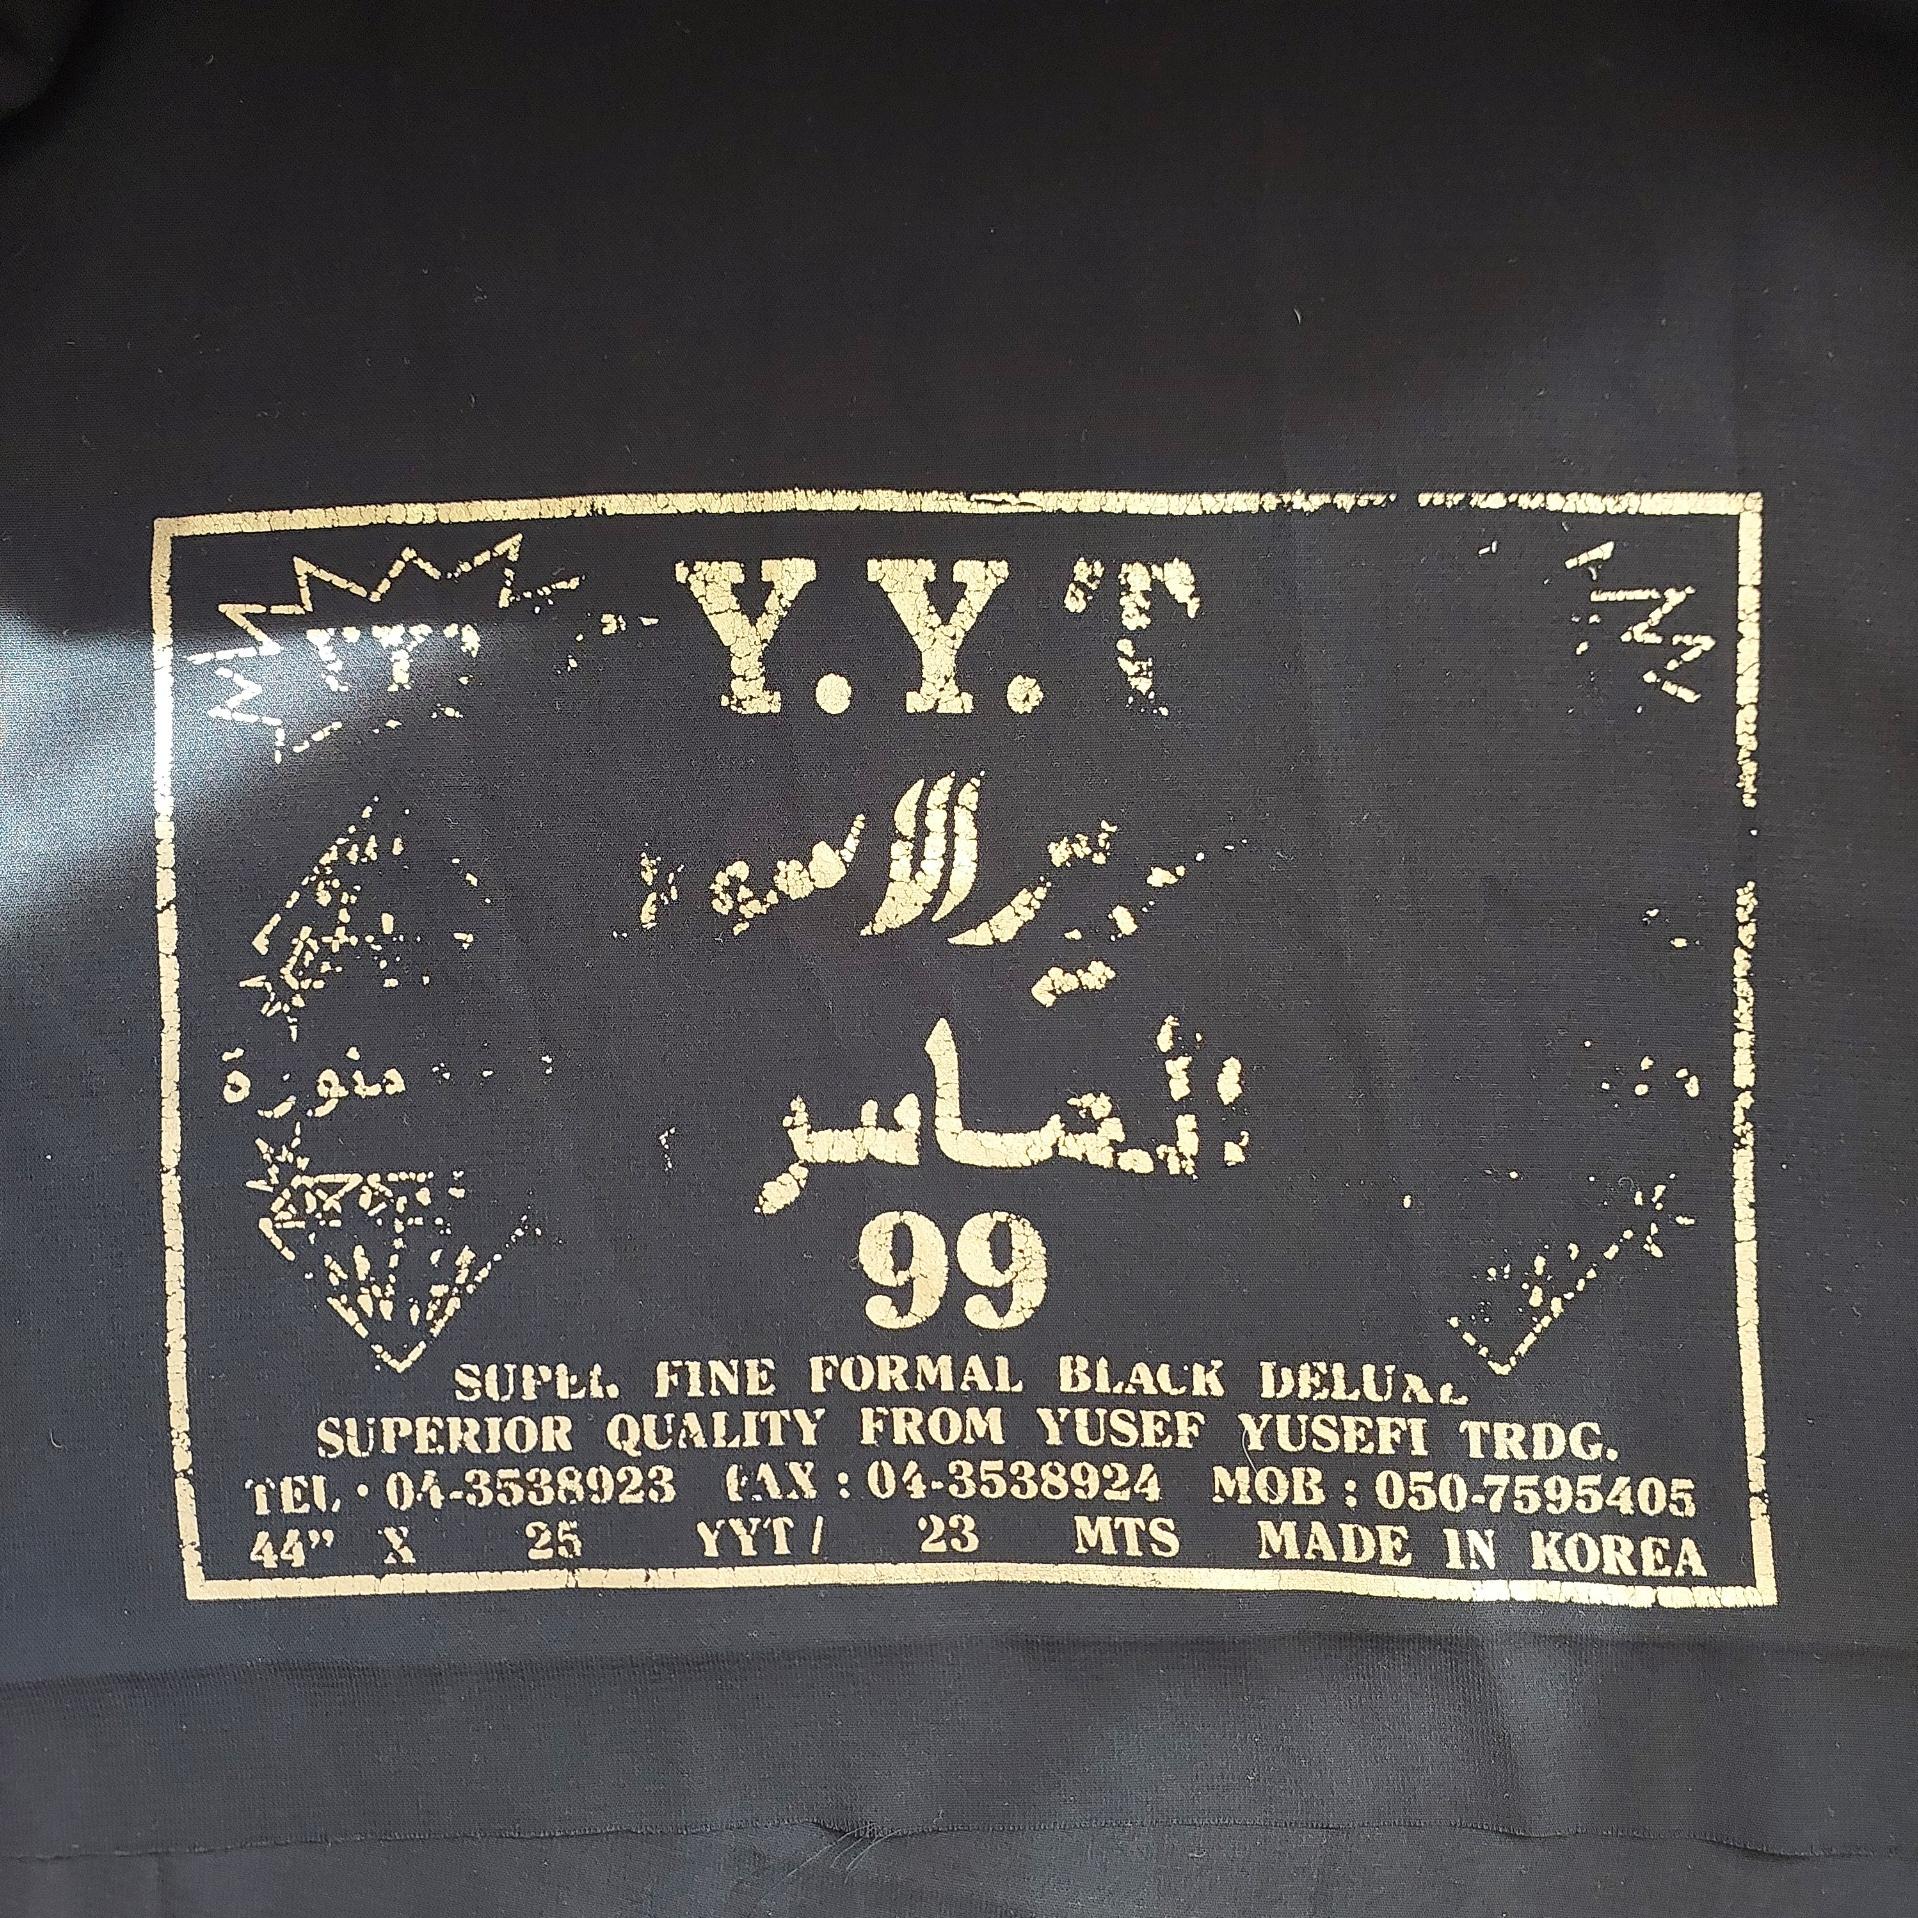 Y.Y.T
منورة
99
SUPER FINE FORMAL BLACK DELUXE
SUPERIOR QUALITY FROM YUSEF YUSEFI TRDG.
TEL : 04-3538923 FAX : 04-3538924 MOB : 050-7595405
44" X 25 YYT / 23 MTS MADE IN KOREA